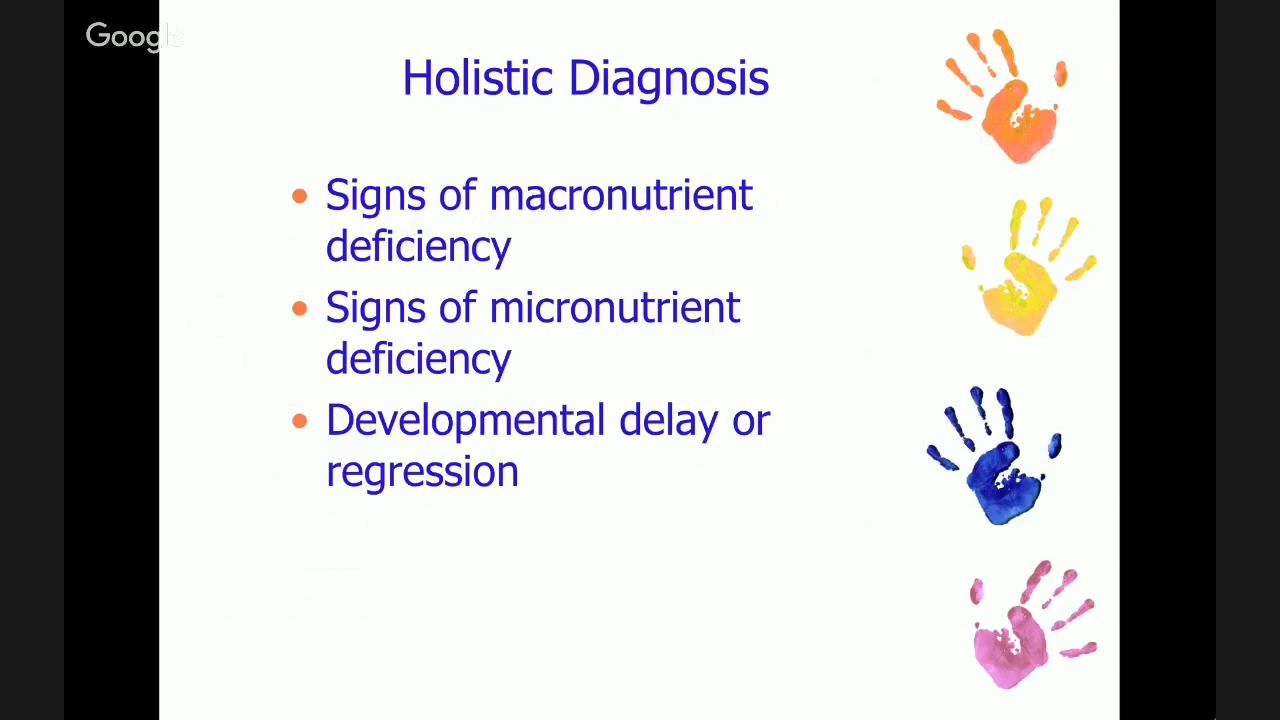 Google
Holistic Diagnosis
• Signs of macronutrient
deficiency
• Signs of micronutrient
deficiency
• Developmental delay or
regression